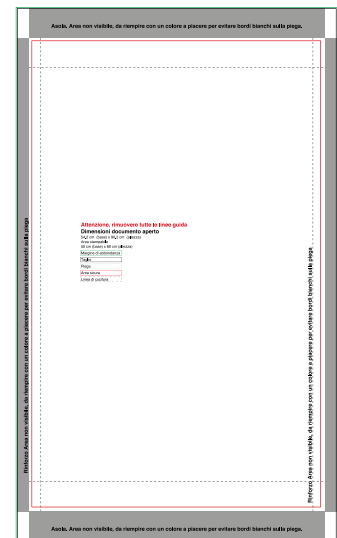 Asola. Area non visibile, da riempire con un colore a piacere per evitare bordi bianchi sulla piega.
Attenzione, rimuovere tutte le linee guida
Dimensioni documento aperto
Area stampabile
Margine di abbondanza
Taglio
Piega
Area sicura
Linea di cucitura
Rinforzo Area non visibile, da riempire con un colore a piacere per evitare bordi bianchi sulla piega
Rinforzo Area non visibile, da riempire con un colore a piacere per evitare bordi bianchi sulla piega
Asola. Area non visibile, da riempire con un colore a piacere per evitare bordi bianchi sulla piega.